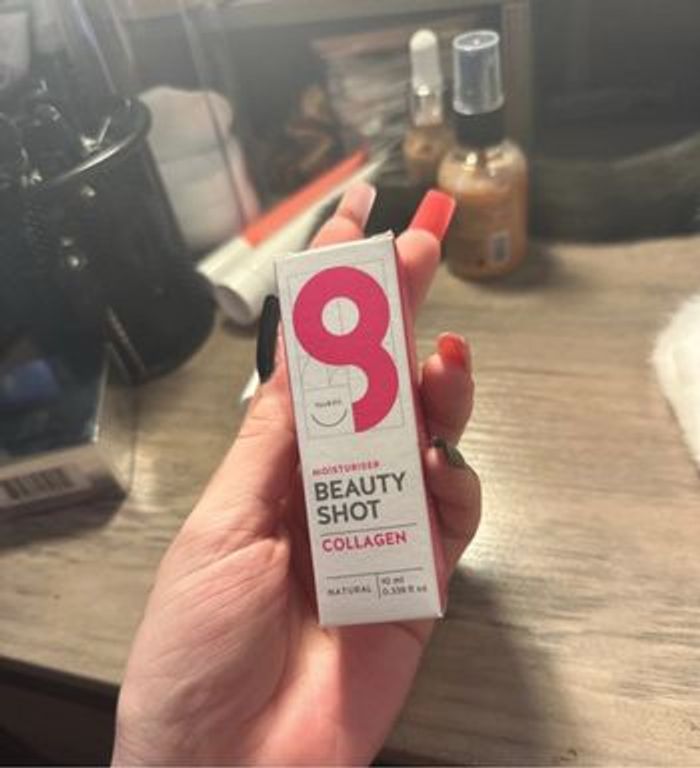 MOISTURISER
BEAUTY
SHOT
COLLAGEN
NATURAL
10 ml
0.338 fl oz